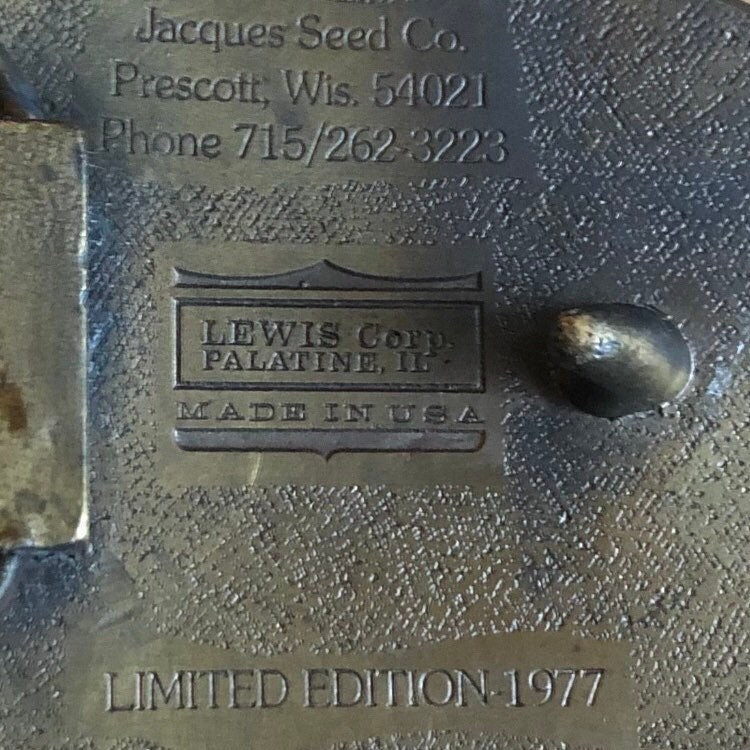 Jacques Seed Co.
Prescott, Wis. 54021
Phone 715/262-3223
LEWIS Corp.
PALATINE, IL
MADE IN USA
LIMITED EDITION-1977